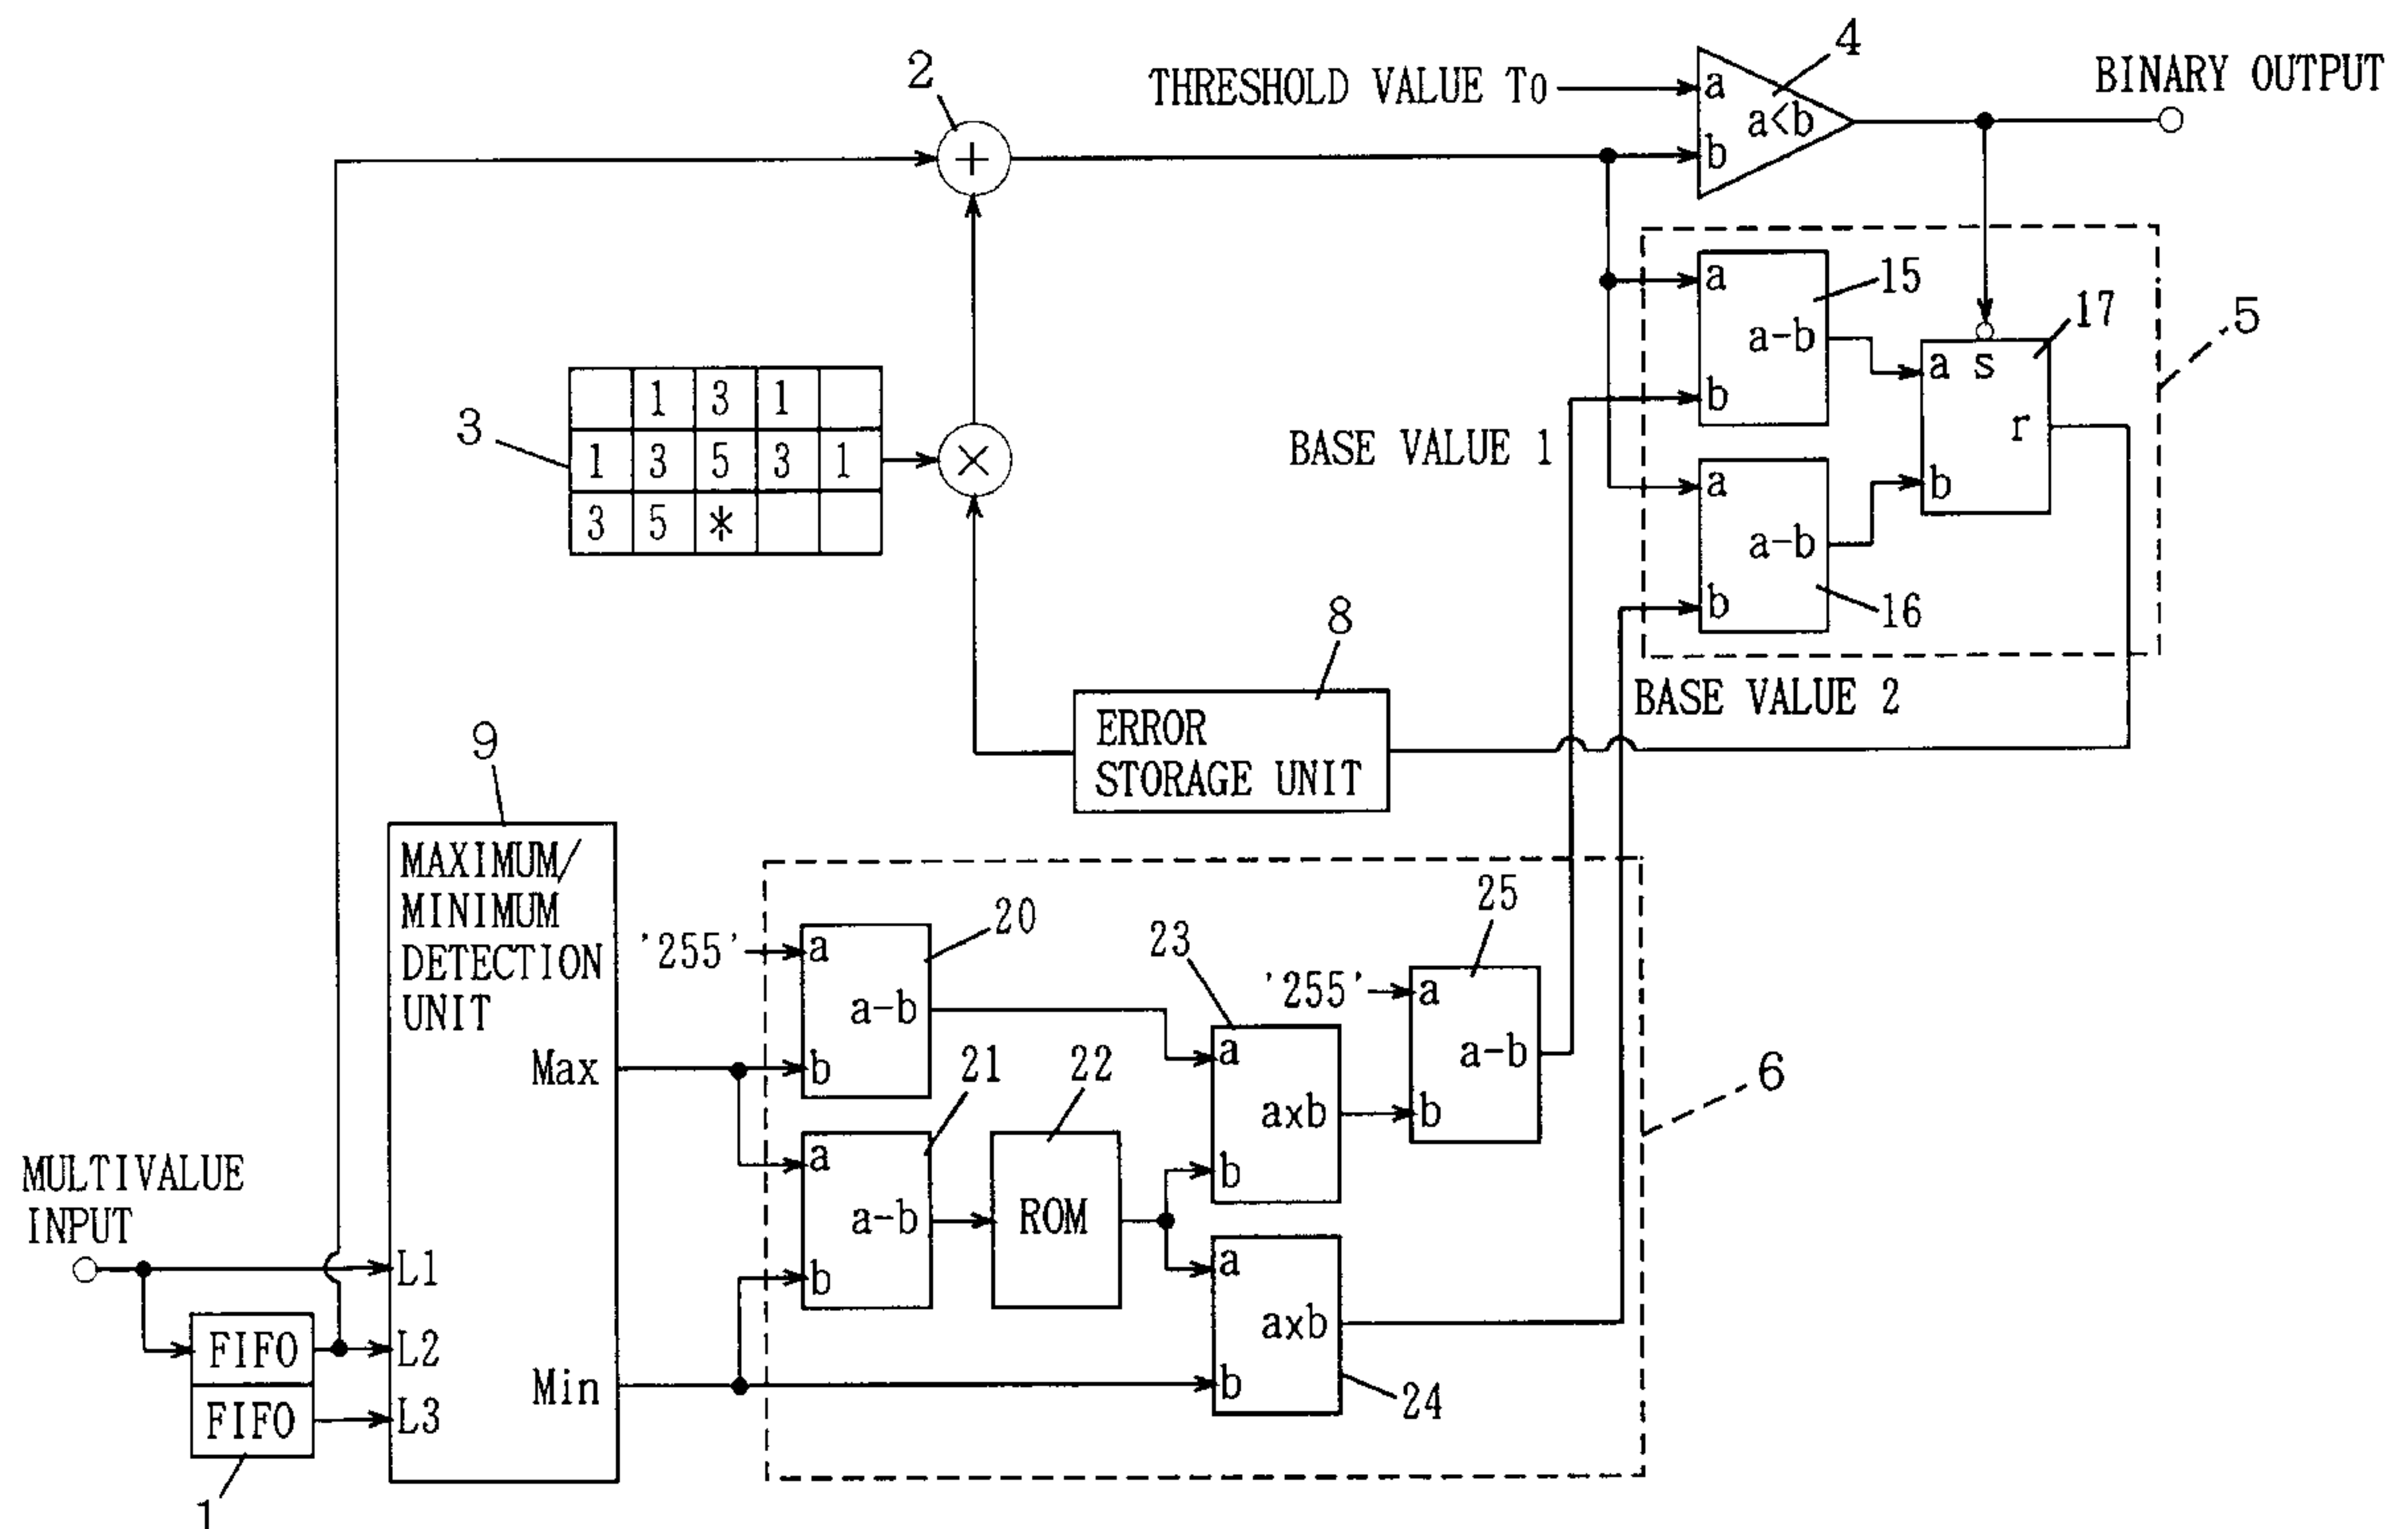 4
2
THRESHOLD VALUE T0
a
a<b
b
BINARY OUTPUT
+
a
15
a-b
b
17
5
a s
r
b
3
1 3 1
1 3 5 3 1
3 5 *
×
BASE VALUE 1
a
a-b
b
16
8
BASE VALUE 2
ERROR
STORAGE UNIT
9
MAXIMUM/
MINIMUM
DETECTION
UNIT
Max
Min
'255'
a
20
a-b
b
21
22
a
a-b
b
ROM
23
a
axb
b
'255'
25
a
a-b
b
6
a
axb
b
24
MULTIVALUE
INPUT
L1
FIFO
L2
FIFO
L3
1